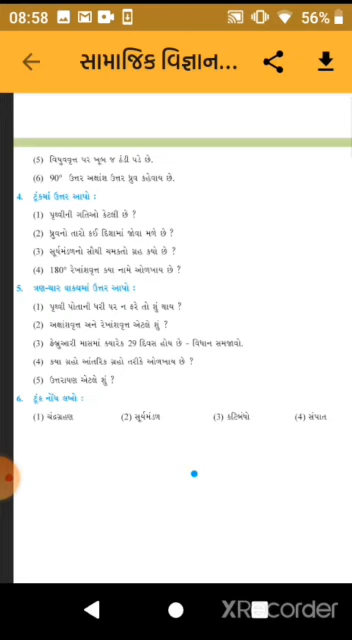 08:58 56%
સામાજિક વિજ્ઞાન...
(5) વિષુવવૃત્ત પર ખૂબ જ ઠંડી પડે છે.
(6) 90° ઉત્તર અક્ષાંશ ઉત્તર ધ્રુવ કહેવાય છે.
4. ટૂંકમાં ઉત્તર આપો :
(1) પૃથ્વીની ગતિઓ કેટલી છે ?
(2) ધ્રુવનો તારો કઈ દિશામાં જોવા મળે છે ?
(3) સૂર્યમંડળનો સૌથી ચમકતો ગ્રહ કયો છે ?
(4) 180° રેખાંશવૃત્ત કયા નામે ઓળખાય છે ?
5. ત્રણ-ચાર વાક્યમાં ઉત્તર આપો :
(1) પૃથ્વી પોતાની ધરી પર ન ફરે તો શું થાય ?
(2) અક્ષાંશવૃત્ત અને રેખાંશવૃત્ત એટલે શું ?
(3) ફેબ્રુઆરી માસમાં ક્યારેક 29 દિવસ હોય છે - વિધાન સમજાવો.
(4) કયા ગ્રહો આંતરિક ગ્રહો તરીકે ઓળખાય છે ?
(5) ઉત્તરાયણ એટલે શું ?
6. ટૂંક નોંધ લખો :
(1) ચંદ્રગ્રહણ (2) સૂર્યમંડળ (3) કટિબંધો (4) સંપાત
XRecorder